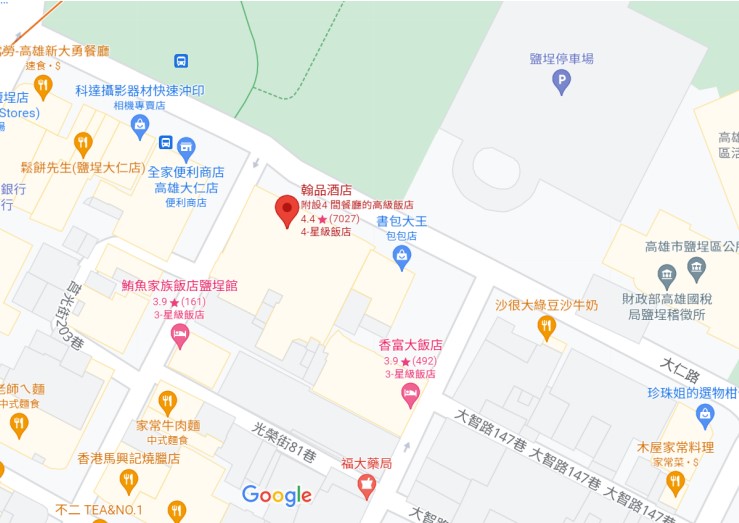 勞-高雄新大勇餐廳
速食・$
鹽埕停車場
科達攝影器材快速沖印
相機專賣店
埕店
Stores)
鬆餅先生(鹽埕大仁店)
全家便利商店
高雄大仁店
便利商店
銀行
行
高雄
區活
翰品酒店
附設4 間餐廳的高級飯店
4.4★(7027)
4-星級飯店
書包大王
包包店
高雄市鹽埕區公所
財政部高雄國稅
局鹽埕稽徵所
鮪魚家族飯店鹽埕館
3.9★(161)
3-星級飯店
莒光街203巷
沙很大綠豆沙牛奶
香富大飯店
3.9★(492)
3-星級飯店
大仁路
老師ㄟ麵
中式麵食
珍珠姐的選物柑
家常牛肉麵
中式麵食
光榮街81巷
大智路147巷
大智路147巷
大智路147巷
木屋家常料理
家常菜・$
香港馬興記燒臘店
福大藥局
Google
不二 TEA&NO.1
大智路